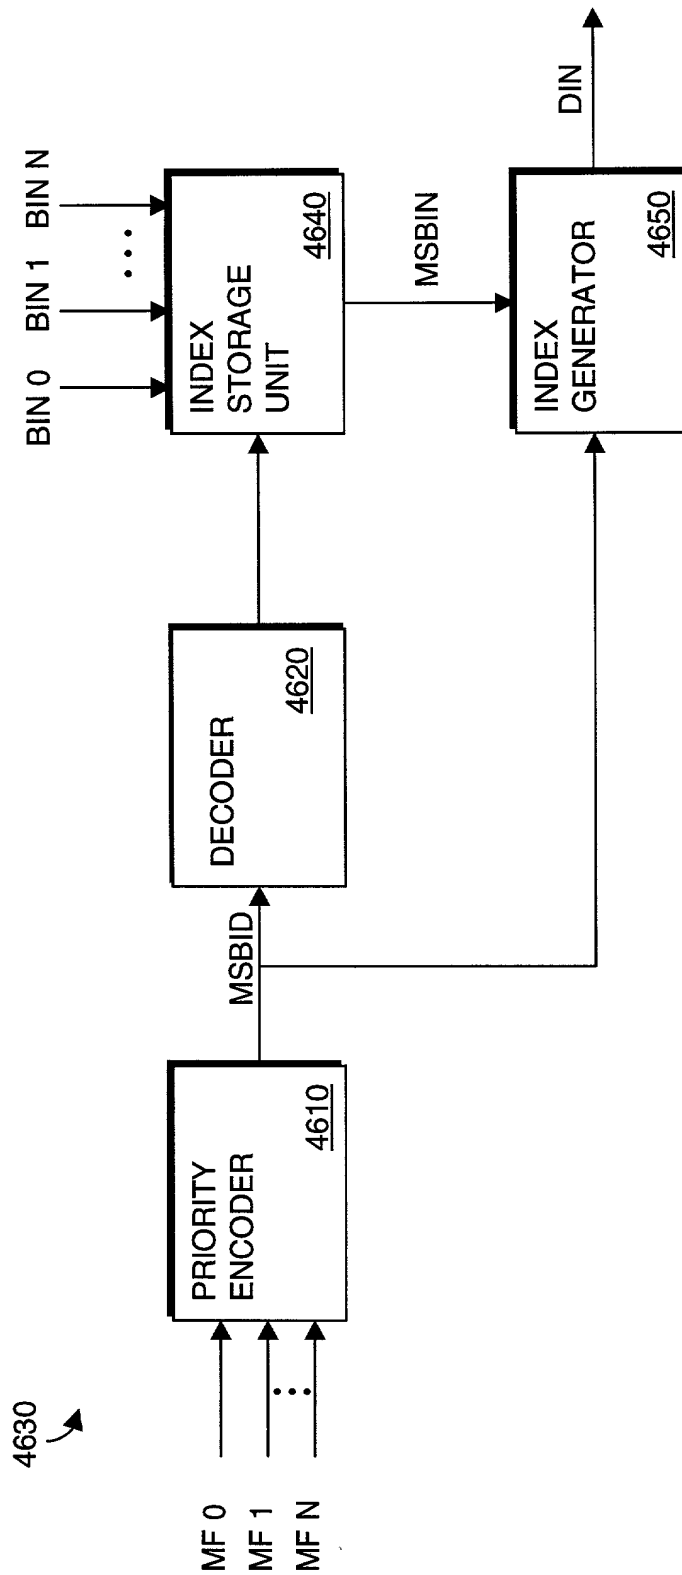 4630
MF 0
MF 1
MF N
PRIORITY
ENCODER
4610
MSBID
DECODER
4620
BIN 0
BIN 1
BIN N
INDEX
STORAGE
UNIT
4640
MSBIN
INDEX
GENERATOR
4650
DIN